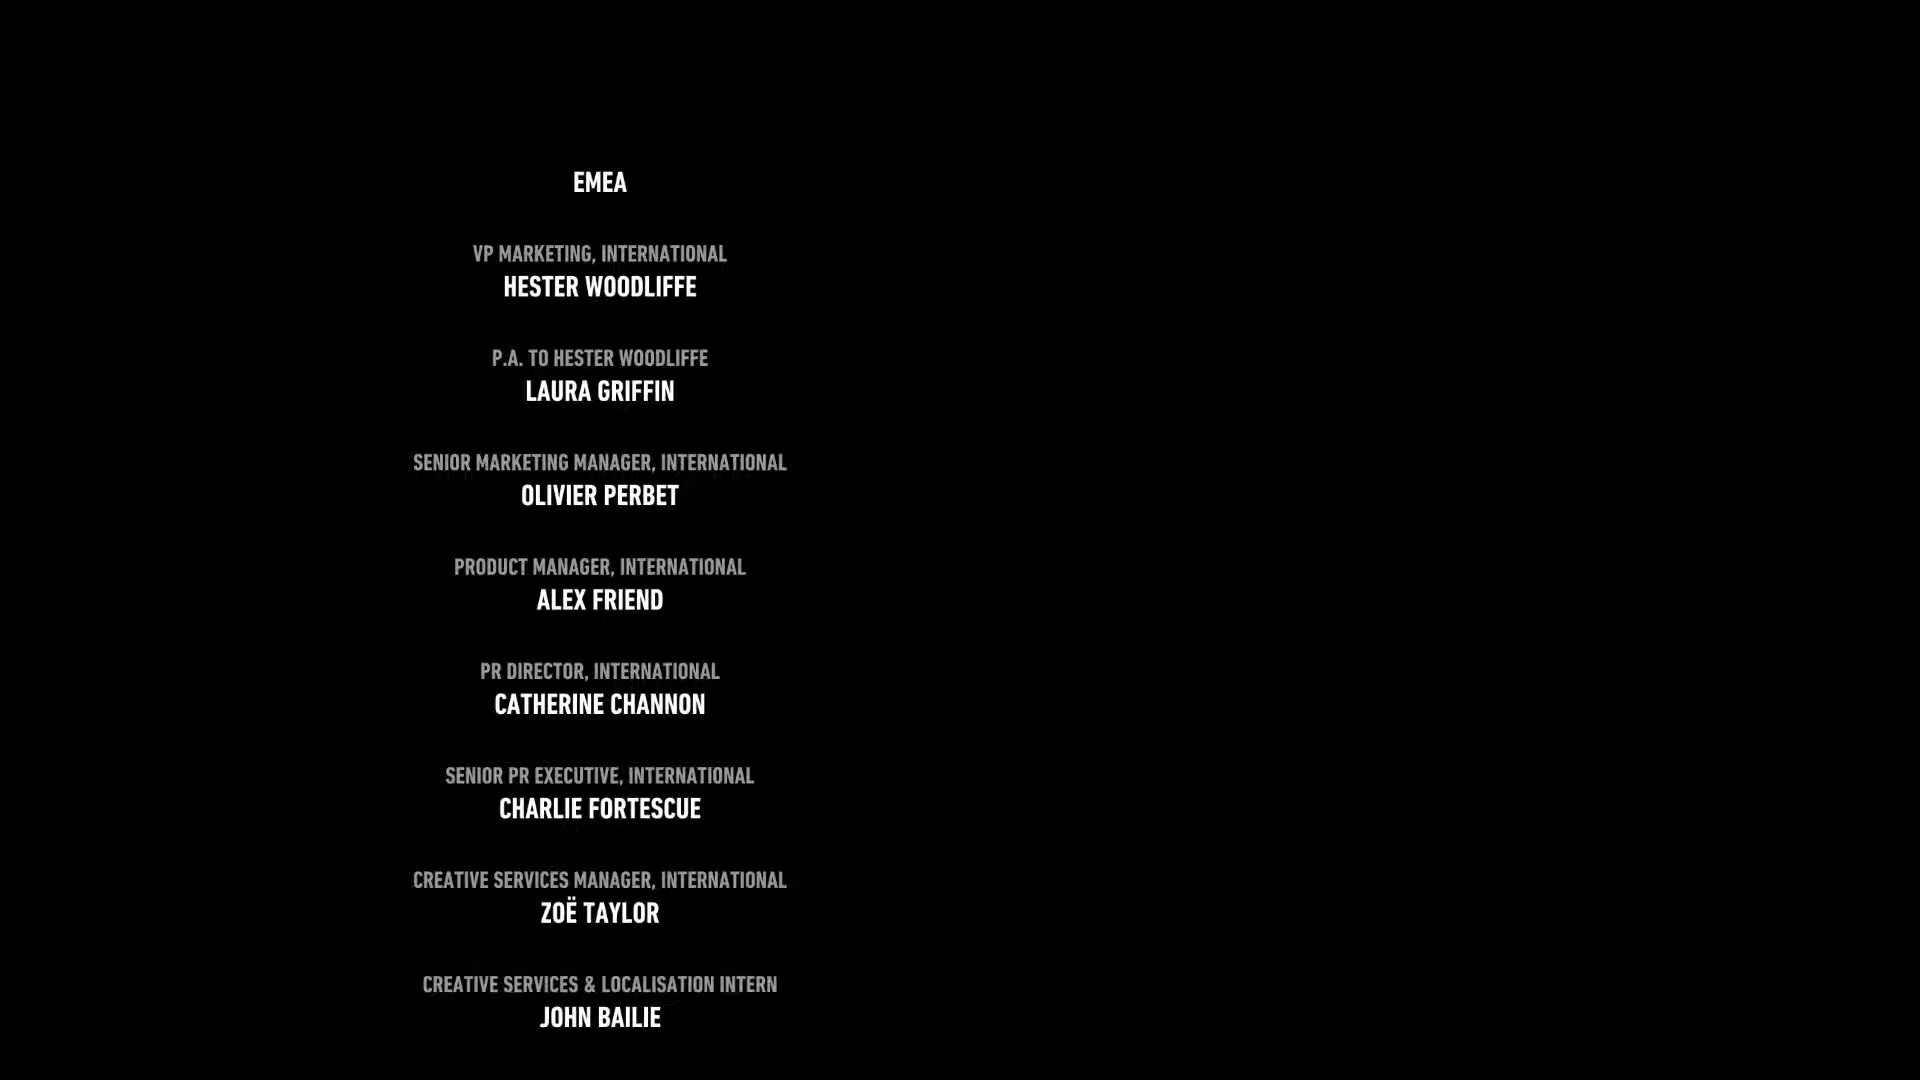 EMEA
VP MARKETING, INTERNATIONAL
HESTER WOODLIFFE
P.A. TO HESTER WOODLIFFE
LAURA GRIFFIN
SENIOR MARKETING MANAGER, INTERNATIONAL
OLIVIER PERBET
PRODUCT MANAGER, INTERNATIONAL
ALEX FRIEND
PR DIRECTOR, INTERNATIONAL
CATHERINE CHANNON
SENIOR PR EXECUTIVE, INTERNATIONAL
CHARLIE FORTESCUE
CREATIVE SERVICES MANAGER, INTERNATIONAL
ZOË TAYLOR
CREATIVE SERVICES & LOCALISATION INTERN
JOHN BAILIE